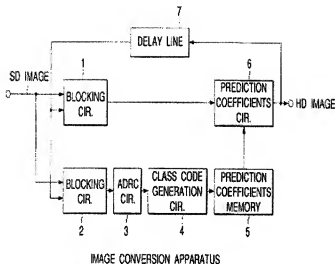 7
DELAY LINE
SD IMAGE
1
BLOCKING
CIR.
6
PREDICTION
COEFFICIENTS
CIR.
HD IMAGE
BLOCKING
CIR.
ADRC
CIR.
CLASS CODE
GENERATION
CIR.
PREDICTION
COEFFICIENTS
MEMORY
2
3
4
5
IMAGE CONVERSION APPARATUS